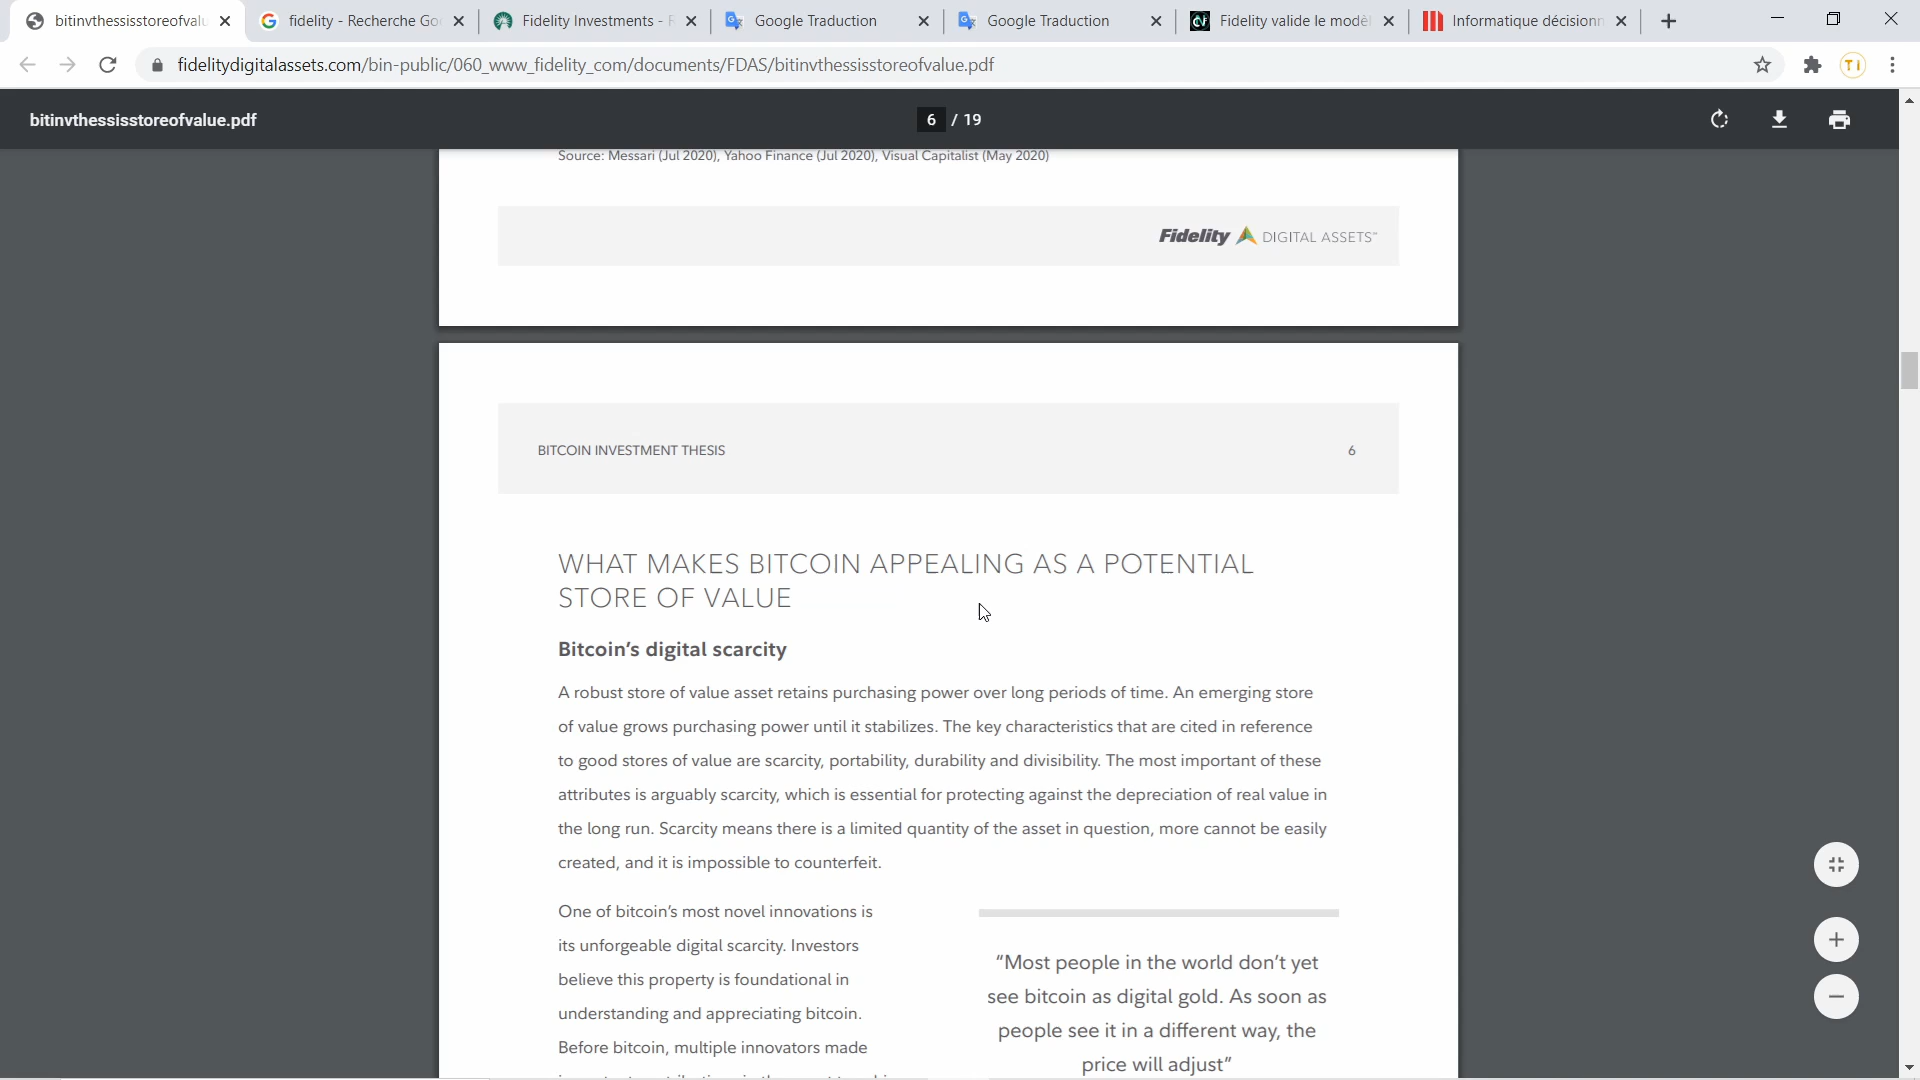 bitinvthessisstoreofvalu
fidelity - Recherche Go
Fidelity Investments - F
Google Traduction
Google Traduction
Fidelity valide le modèl
Informatique décisionn
fidelitydigitalassets.com/bin-public/060_www_fidelity_com/documents/FDAS/bitinvthessisstoreofvalue.pdf
TI
bitinvthessisstoreofvalue.pdf
6 / 19
Source: Messari (Jul 2020), Yahoo Finance (Jul 2020), Visual Capitalist (May 2020)
Fidelity DIGITAL ASSETS℠
BITCOIN INVESTMENT THESIS 6
WHAT MAKES BITCOIN APPEALING AS A POTENTIAL
STORE OF VALUE
Bitcoin’s digital scarcity
A robust store of value asset retains purchasing power over long periods of time. An emerging store
of value grows purchasing power until it stabilizes. The key characteristics that are cited in reference
to good stores of value are scarcity, portability, durability and divisibility. The most important of these
attributes is arguably scarcity, which is essential for protecting against the depreciation of real value in
the long run. Scarcity means there is a limited quantity of the asset in question, more cannot be easily
created, and it is impossible to counterfeit.
One of bitcoin’s most novel innovations is
its unforgeable digital scarcity. Investors
believe this property is foundational in
understanding and appreciating bitcoin.
Before bitcoin, multiple innovators made
“Most people in the world don’t yet
see bitcoin as digital gold. As soon as
people see it in a different way, the
price will adjust”